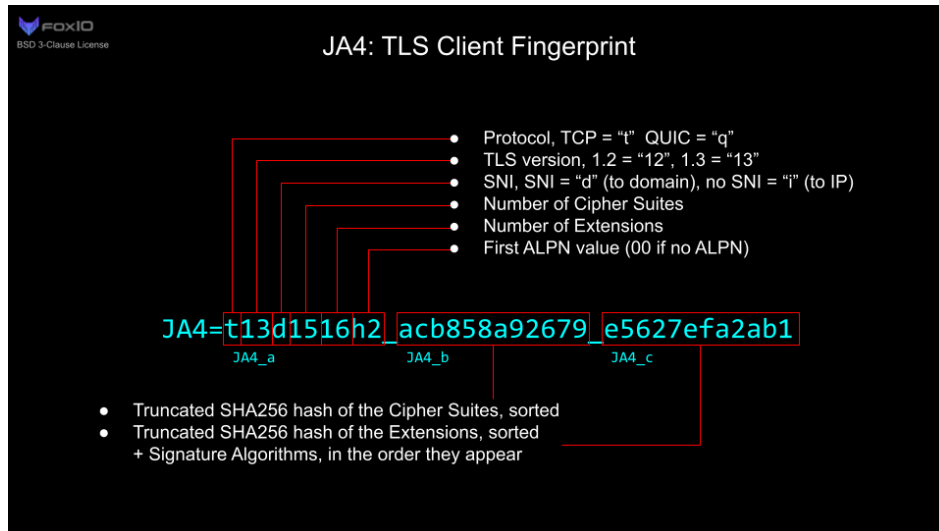 FOXIO
BSD 3-Clause License
JA4: TLS Client Fingerprint
● Protocol, TCP = “t” QUIC = “q”
● TLS version, 1.2 = “12”, 1.3 = “13”
● SNI, SNI = “d” (to domain), no SNI = “i” (to IP)
● Number of Cipher Suites
● Number of Extensions
● First ALPN value (00 if no ALPN)
JA4=t13d1516h2_acb858a92679_e5627efa2ab1
JA4_a JA4_b JA4_c
● Truncated SHA256 hash of the Cipher Suites, sorted
● Truncated SHA256 hash of the Extensions, sorted
+ Signature Algorithms, in the order they appear